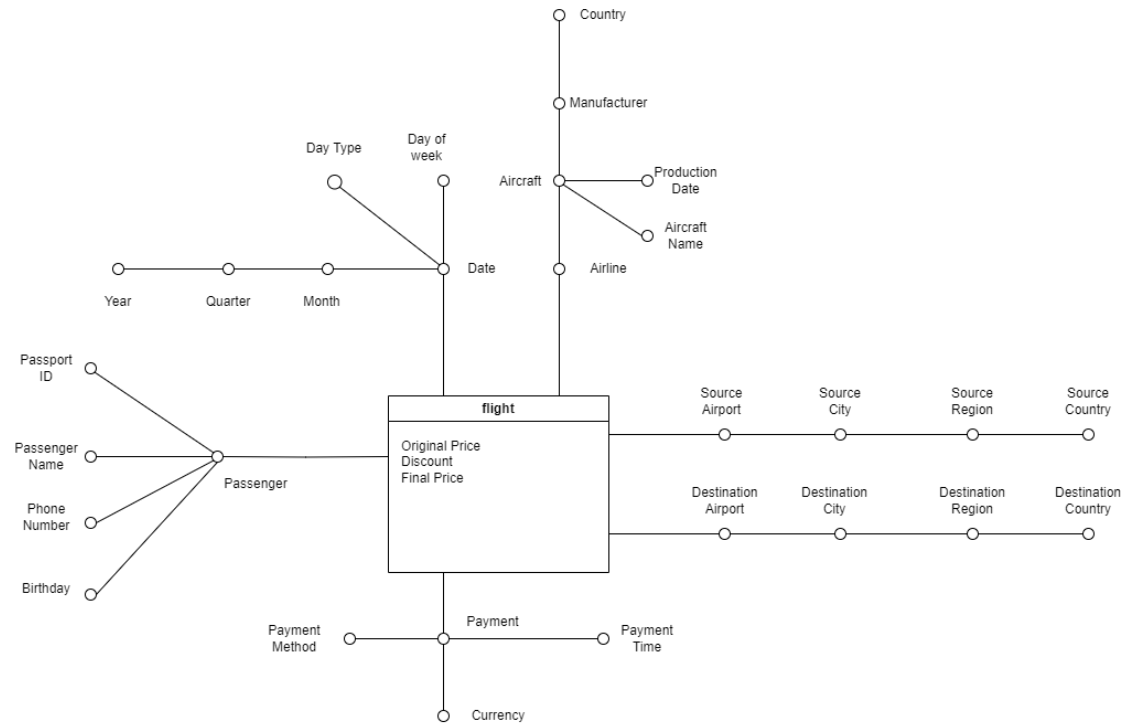 Country
Manufacturer
Day of
week
Day Type
Aircraft
Production
Date
Aircraft
Name
Date
Airline
Year
Quarter
Month
Passport
ID
Passenger
Name
Passenger
Phone
Number
Birthday
flight
Original Price
Discount
Final Price
Source
Airport
Source
City
Source
Region
Source
Country
Destination
Airport
Destination
City
Destination
Region
Destination
Country
Payment
Payment
Method
Payment
Time
Currency